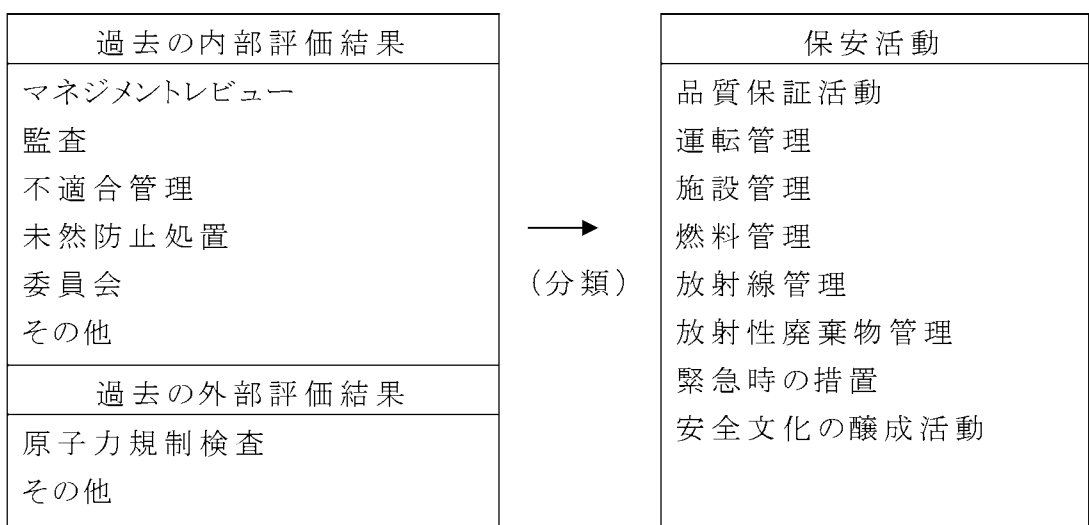 過去の内部評価結果
マネジメントレビュー
監査
不適合管理
未然防止処置
委員会
その他
過去の外部評価結果
原子力規制検査
その他
(分類)
保安活動
品質保証活動
運転管理
施設管理
燃料管理
放射線管理
放射性廃棄物管理
緊急時の措置
安全文化の醸成活動